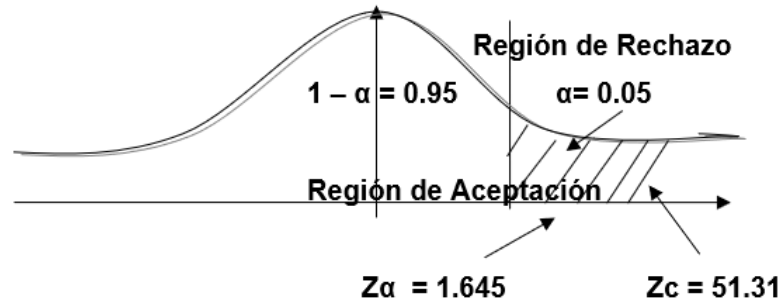 Región de Rechazo
1 – α = 0.95
α= 0.05
Región de Aceptación
Zα = 1.645
Zc = 51.31